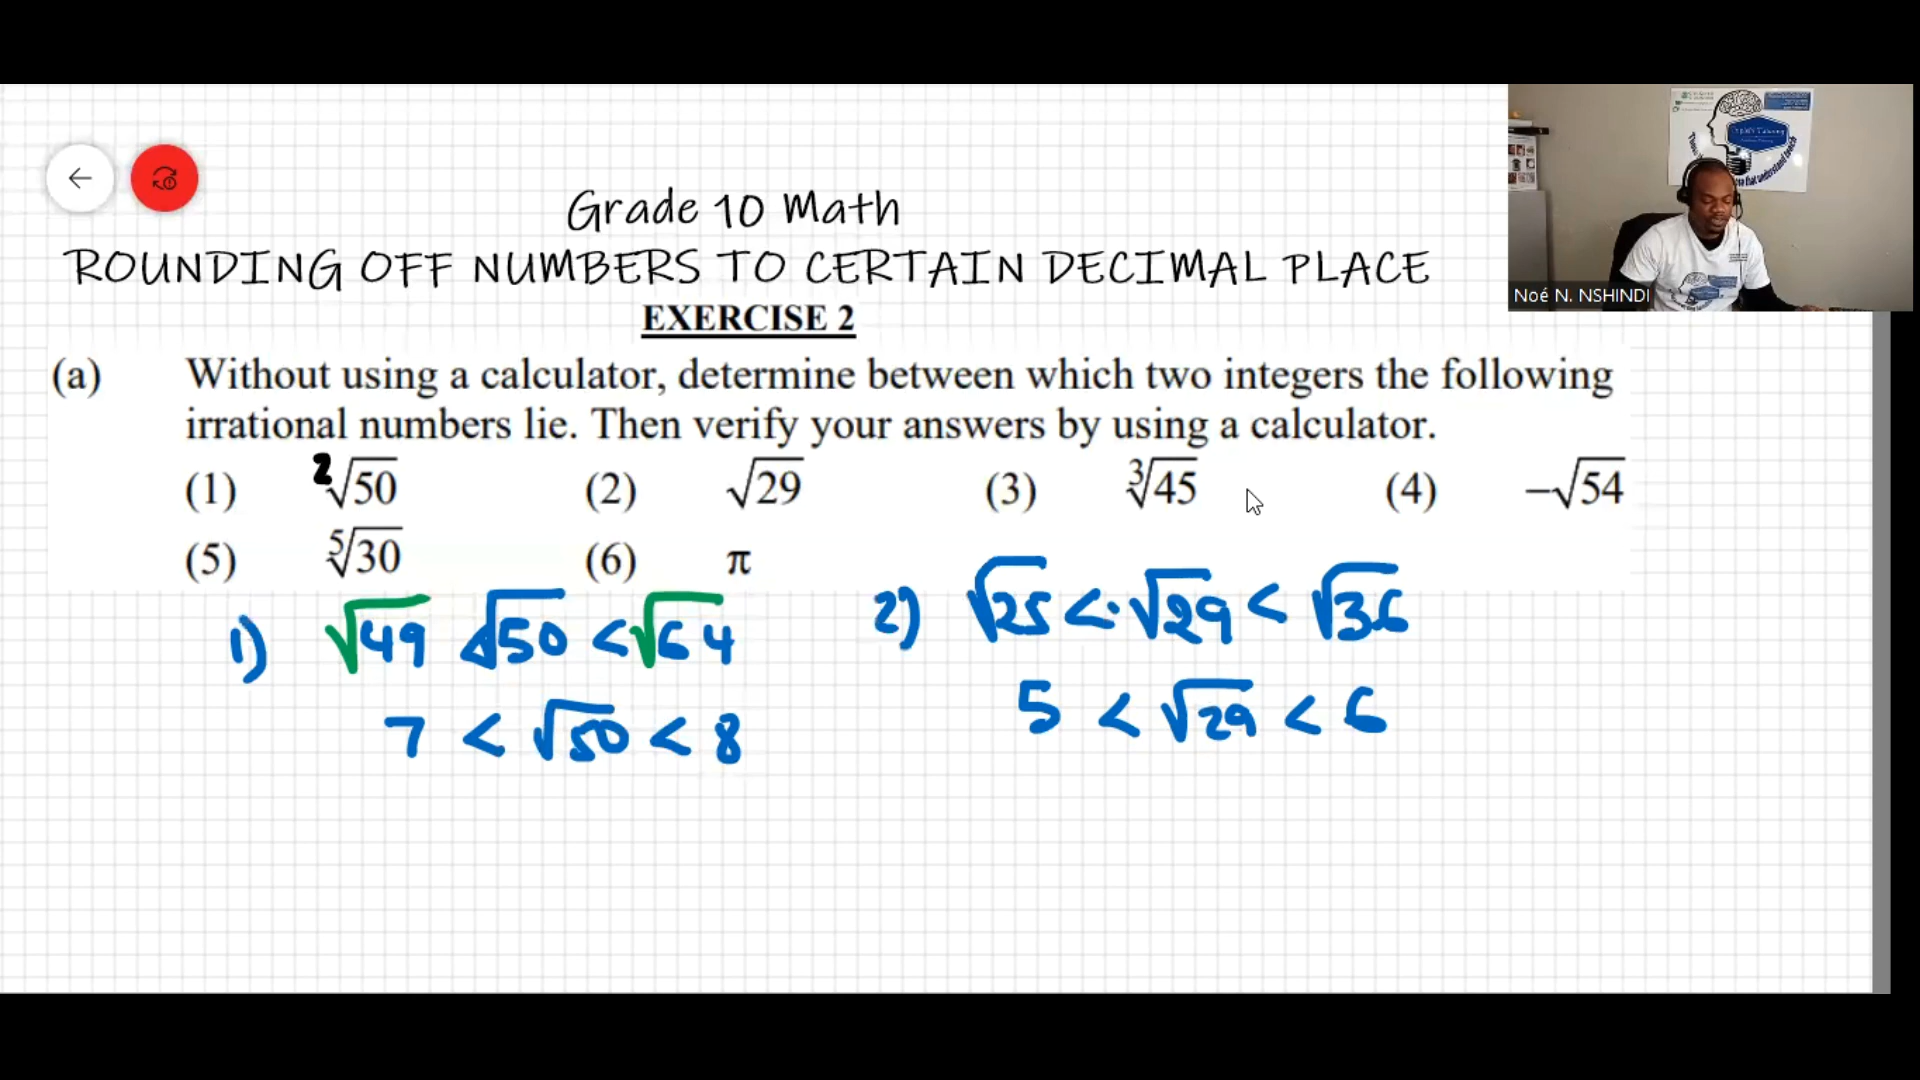 Grade 10 Math
ROUNDING OFF NUMBERS TO CERTAIN DECIMAL PLACE
EXERCISE 2
(a) Without using a calculator, determine between which two integers the following
irrational numbers lie. Then verify your answers by using a calculator.
(1) ²√50 (2) √29 (3) ³√45 (4) −√54
(5) ⁵√30 (6) π
1) √49 <√50 <√64
7 < √50 < 8
2) √25 < √29 < √36
5 < √29 < 6
Noé N. NSHINDI